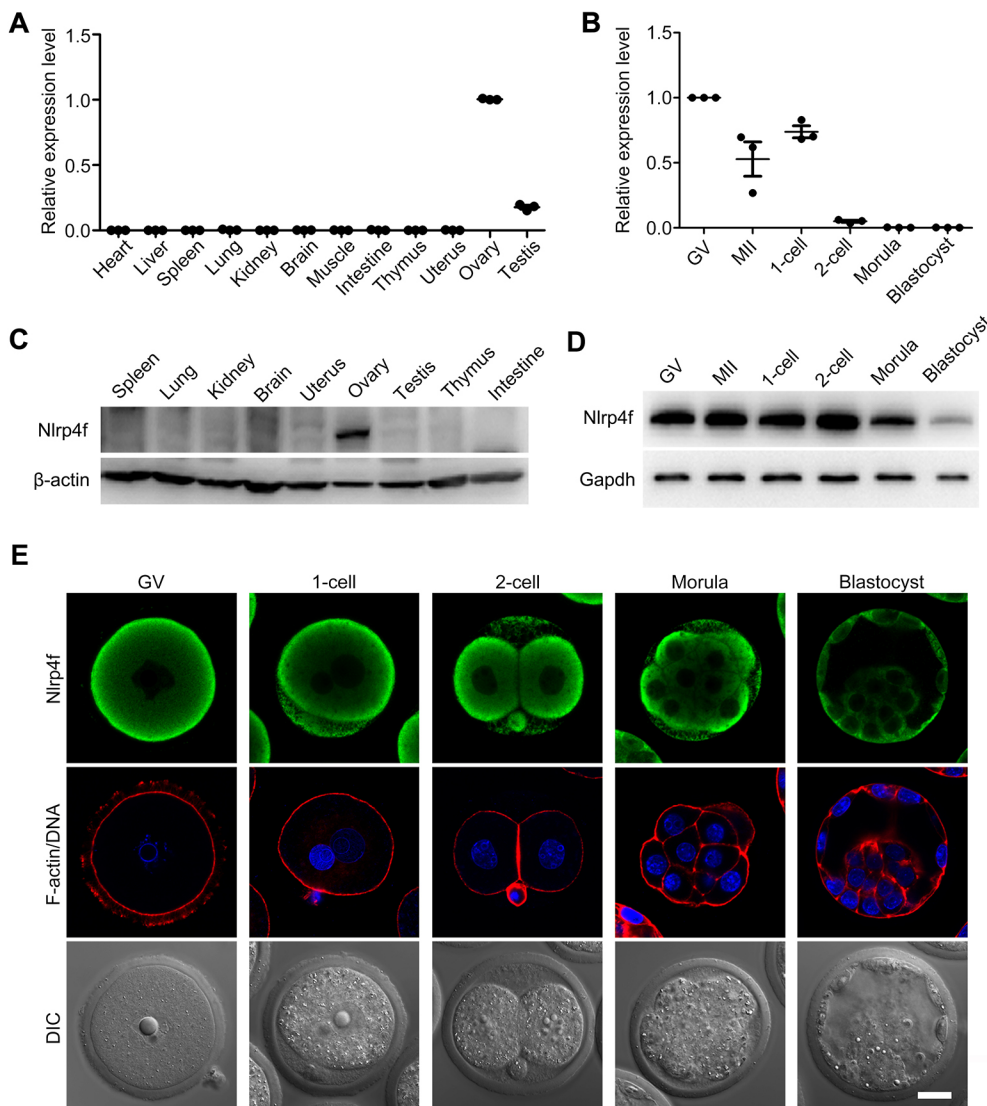 A
Relative expression level
1.5
1.0
0.5
0.0
Heart
Liver
Spleen
Lung
Kidney
Brain
Muscle
Intestine
Thymus
Uterus
Ovary
Testis
B
Relative expression level
1.5
1.0
0.5
0.0
GV
MII
1-cell
2-cell
Morula
Blastocyst
C
Spleen
Lung
Kidney
Brain
Uterus
Ovary
Testis
Thymus
Intestine
Nlrp4f
β-actin
D
GV
MII
1-cell
2-cell
Morula
Blastocyst
Nlrp4f
Gapdh
E
GV 1-cell 2-cell Morula Blastocyst
Nlrp4f
F-actin/DNA
DIC